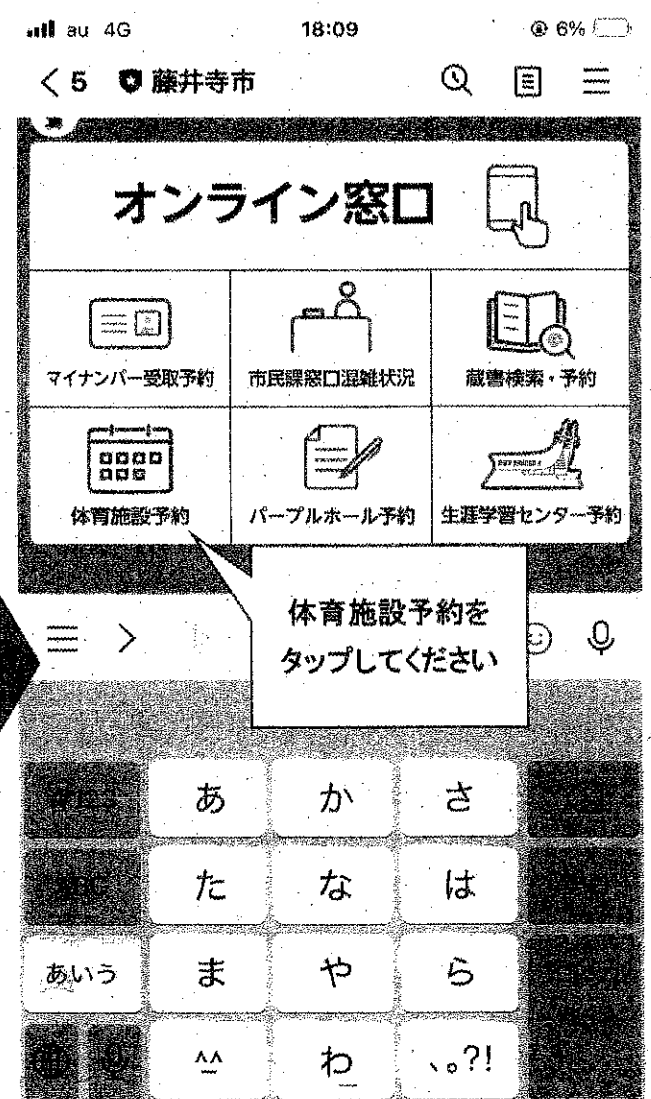 au 4G 18:09 6%
5 藤井寺市
オンライン窓口
マイナンバー受取予約 市民課窓口混雑状況 蔵書検索・予約
体育施設予約 パープルホール予約 生涯学習センター予約
体育施設予約を
タップしてください
あ か さ
た な は
あいう ま や ら
^^ わ 、。?!